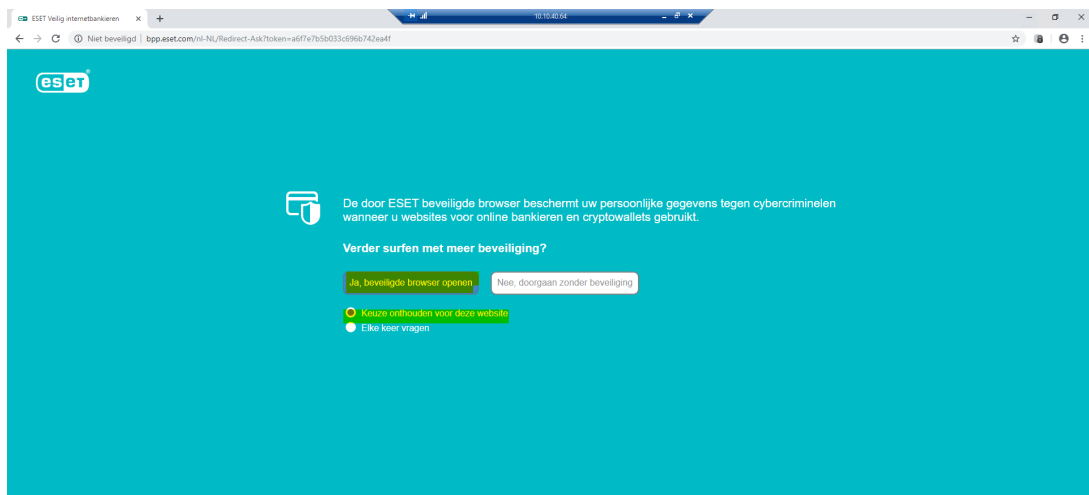 ESET Veilig internetbankieren
10.10.40.64
Niet beveiligd | bpp.eset.com/nl-NL/Redirect-Ask?token=a6f7e7b5b033c696b742ea4f
eseT
De door ESET beveiligde browser beschermt uw persoonlijke gegevens tegen cybercriminelen
wanneer u websites voor online bankieren en cryptowallets gebruikt.
Verder surfen met meer beveiliging?
Ja, beveiligde browser openen
Nee, doorgaan zonder beveiliging
Keuze onthouden voor deze website
Elke keer vragen